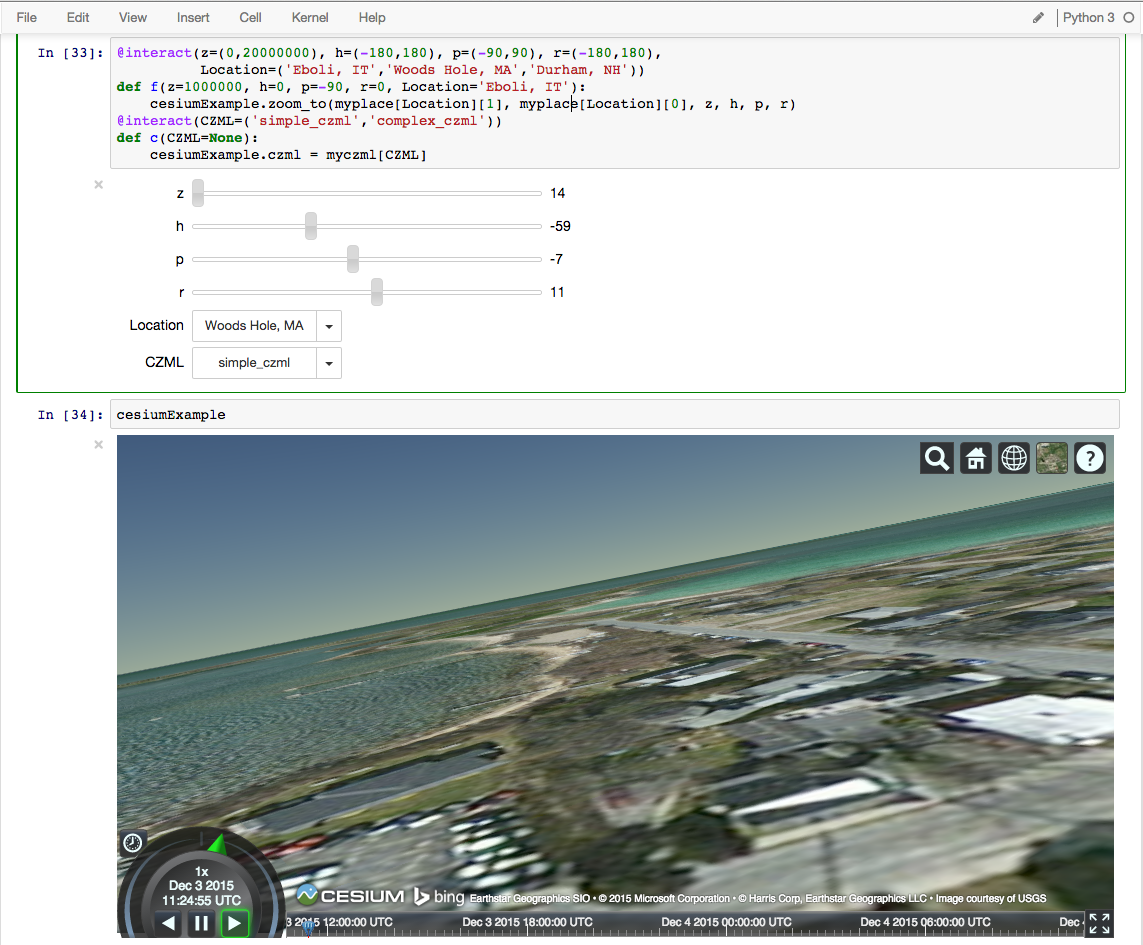 File Edit View Insert Cell Kernel Help Python 3
In [33]: @interact(z=(0,20000000), h=(-180,180), p=(-90,90), r=(-180,180),
Location=('Eboli, IT','Woods Hole, MA','Durham, NH'))
def f(z=1000000, h=0, p=-90, r=0, Location='Eboli, IT'):
cesiumExample.zoom_to(myplace[Location][1], myplace[Location][0], z, h, p, r)
@interact(CZML=('simple_czml','complex_czml'))
def c(CZML=None):
cesiumExample.czml = myczml[CZML]
z 14
h -59
p -7
r 11
Location Woods Hole, MA
CZML simple_czml
In [34]: cesiumExample
?
1x
Dec 3 2015
11:24:55 UTC
CESIUM bing Earthstar Geographics SIO • © 2015 Microsoft Corporation • © Harris Corp, Earthstar Geographics LLC • Image courtesy of USGS
3 2015 12:00:00 UTC Dec 3 2015 18:00:00 UTC Dec 4 2015 00:00:00 UTC Dec 4 2015 06:00:00 UTC Dec